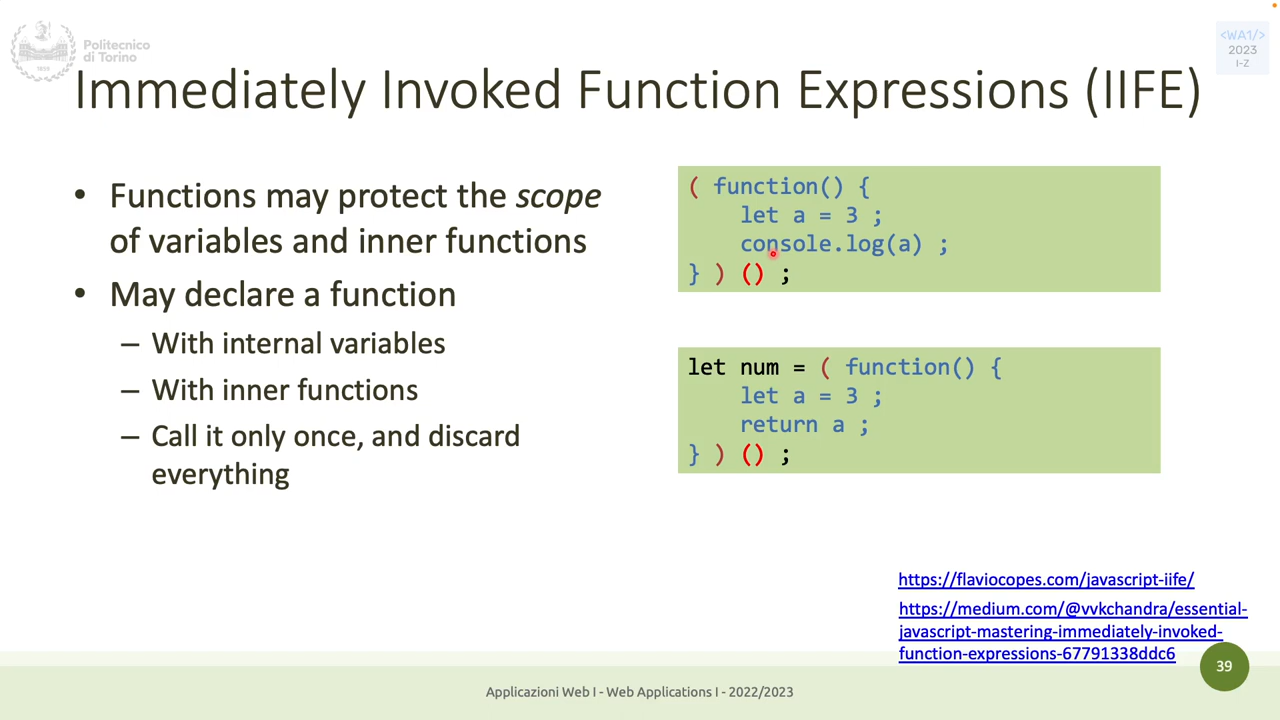 Politecnico
di Torino
<WA1/>
2023
I-Z
Immediately Invoked Function Expressions (IIFE)
• Functions may protect the scope
of variables and inner functions
• May declare a function
– With internal variables
– With inner functions
– Call it only once, and discard
everything
( function() {
let a = 3 ;
console.log(a) ;
} ) () ;
let num = ( function() {
let a = 3 ;
return a ;
} ) () ;
https://flaviocopes.com/javascript-iife/
https://medium.com/@vvkchandra/essential-
javascript-mastering-immediately-invoked-
function-expressions-67791338ddc6
39
Applicazioni Web I - Web Applications I - 2022/2023